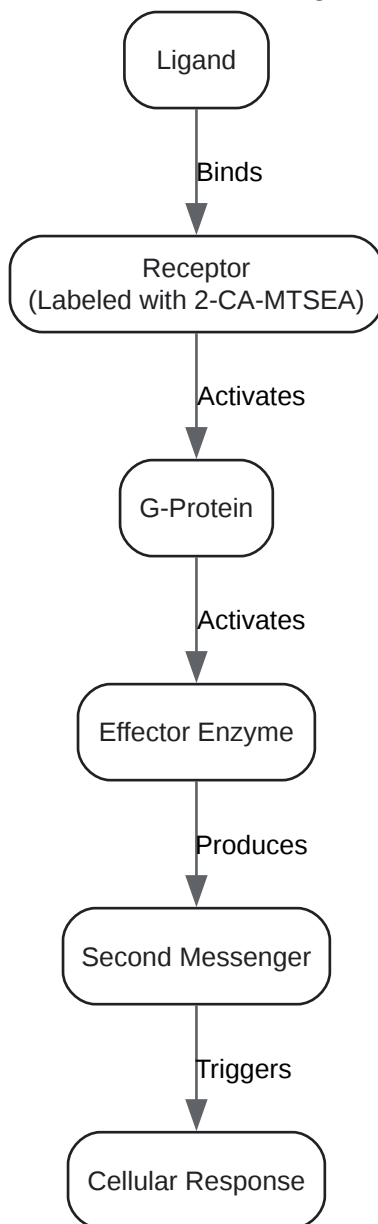 Ligand
Binds
Receptor
(Labeled with 2-CA-MTSEA)
Activates
G-Protein
Activates
Effector Enzyme
Produces
Second Messenger
Triggers
Cellular Response